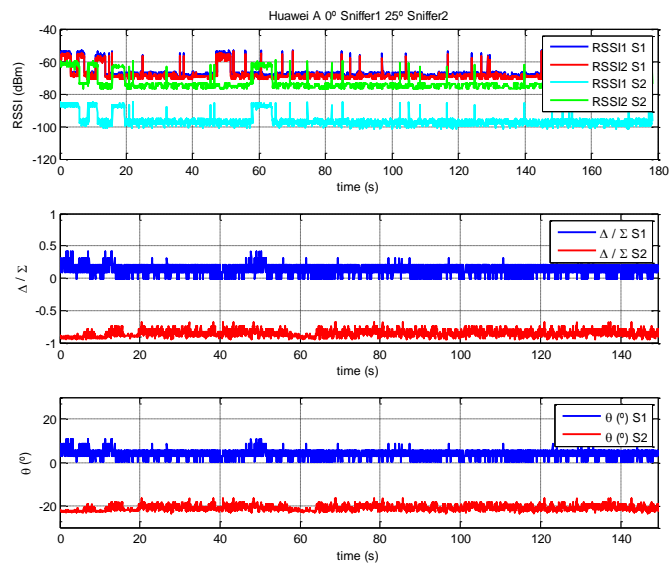 Huawei A 0º Sniffer1 25º Sniffer2
-40
-60
-80
-100
-120
RSSI (dBm)
RSSI1 S1
RSSI2 S1
RSSI1 S2
RSSI2 S2
0 20 40 60 80 100 120 140 160 180
time (s)
1
0.5
0
-0.5
-1
Δ / Σ
Δ / Σ S1
Δ / Σ S2
0 20 40 60 80 100 120 140
time (s)
20
0
-20
θ (º)
θ (º) S1
θ (º) S2
0 20 40 60 80 100 120 140
time (s)